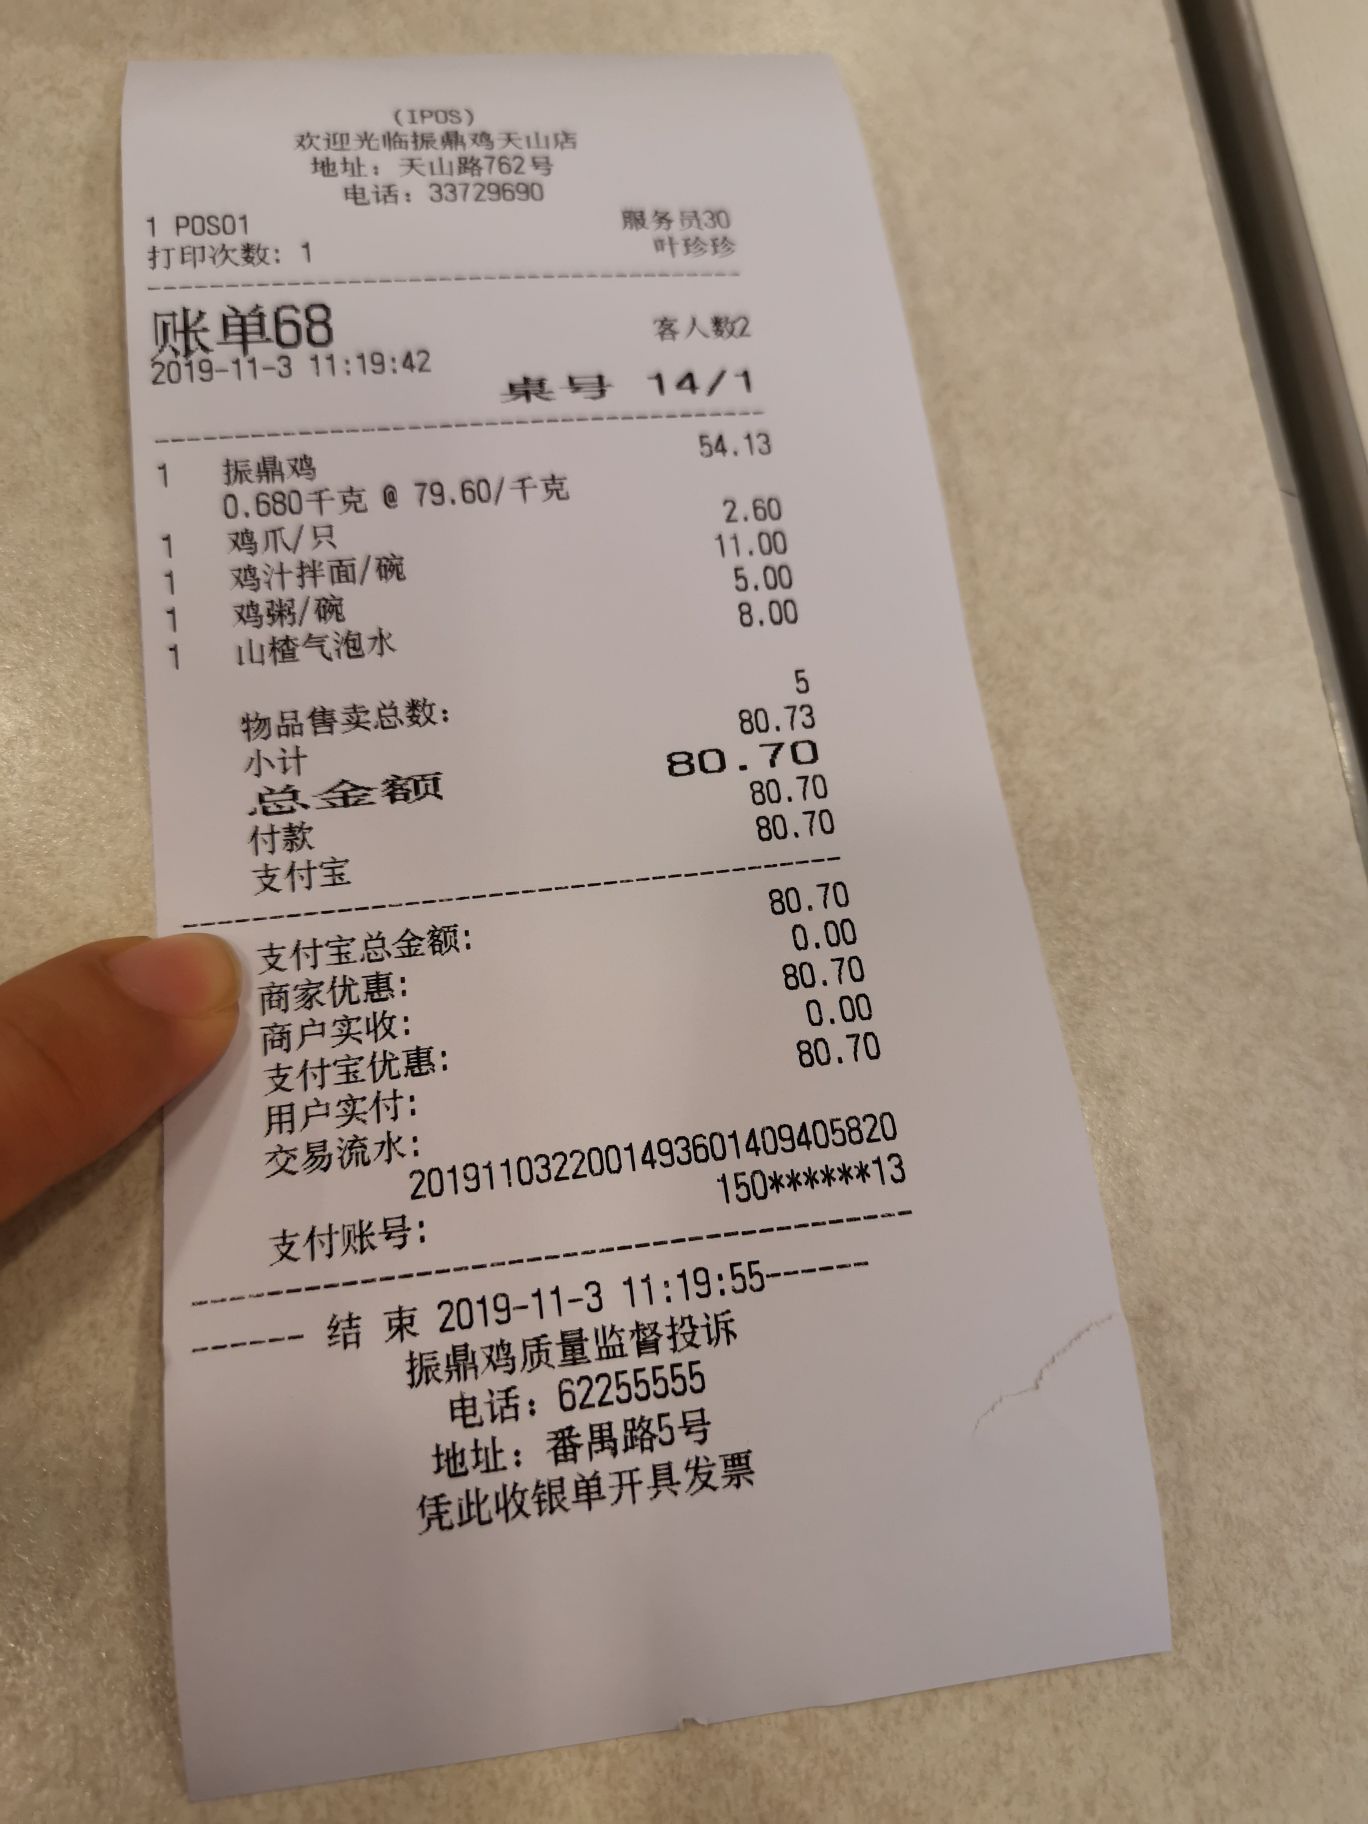 (IPOS)
欢迎光临振鼎鸡天山店
地址：天山路762号
电话：33729690
1 POS01 服务员30
打印次数: 1 叶珍珍
账单68 客人数2
2019-11-3 11:19:42
桌号 14/1
1 振鼎鸡 54.13
0.680千克 @ 79.60/千克
1 鸡爪/只 2.60
1 鸡汁拌面/碗 11.00
1 鸡粥/碗 5.00
1 山楂气泡水 8.00
物品售卖总数: 5
小计 80.73
总金额 80.70
付款 80.70
支付宝 80.70
支付宝总金额: 80.70
商家优惠: 0.00
商户实收: 80.70
支付宝优惠: 0.00
用户实付: 80.70
交易流水:
2019110322001493601409405820
支付账号: 150******13
------ 结 束 2019-11-3 11:19:55------
振鼎鸡质量监督投诉
电话：62255555
地址：番禺路5号
凭此收银单开具发票